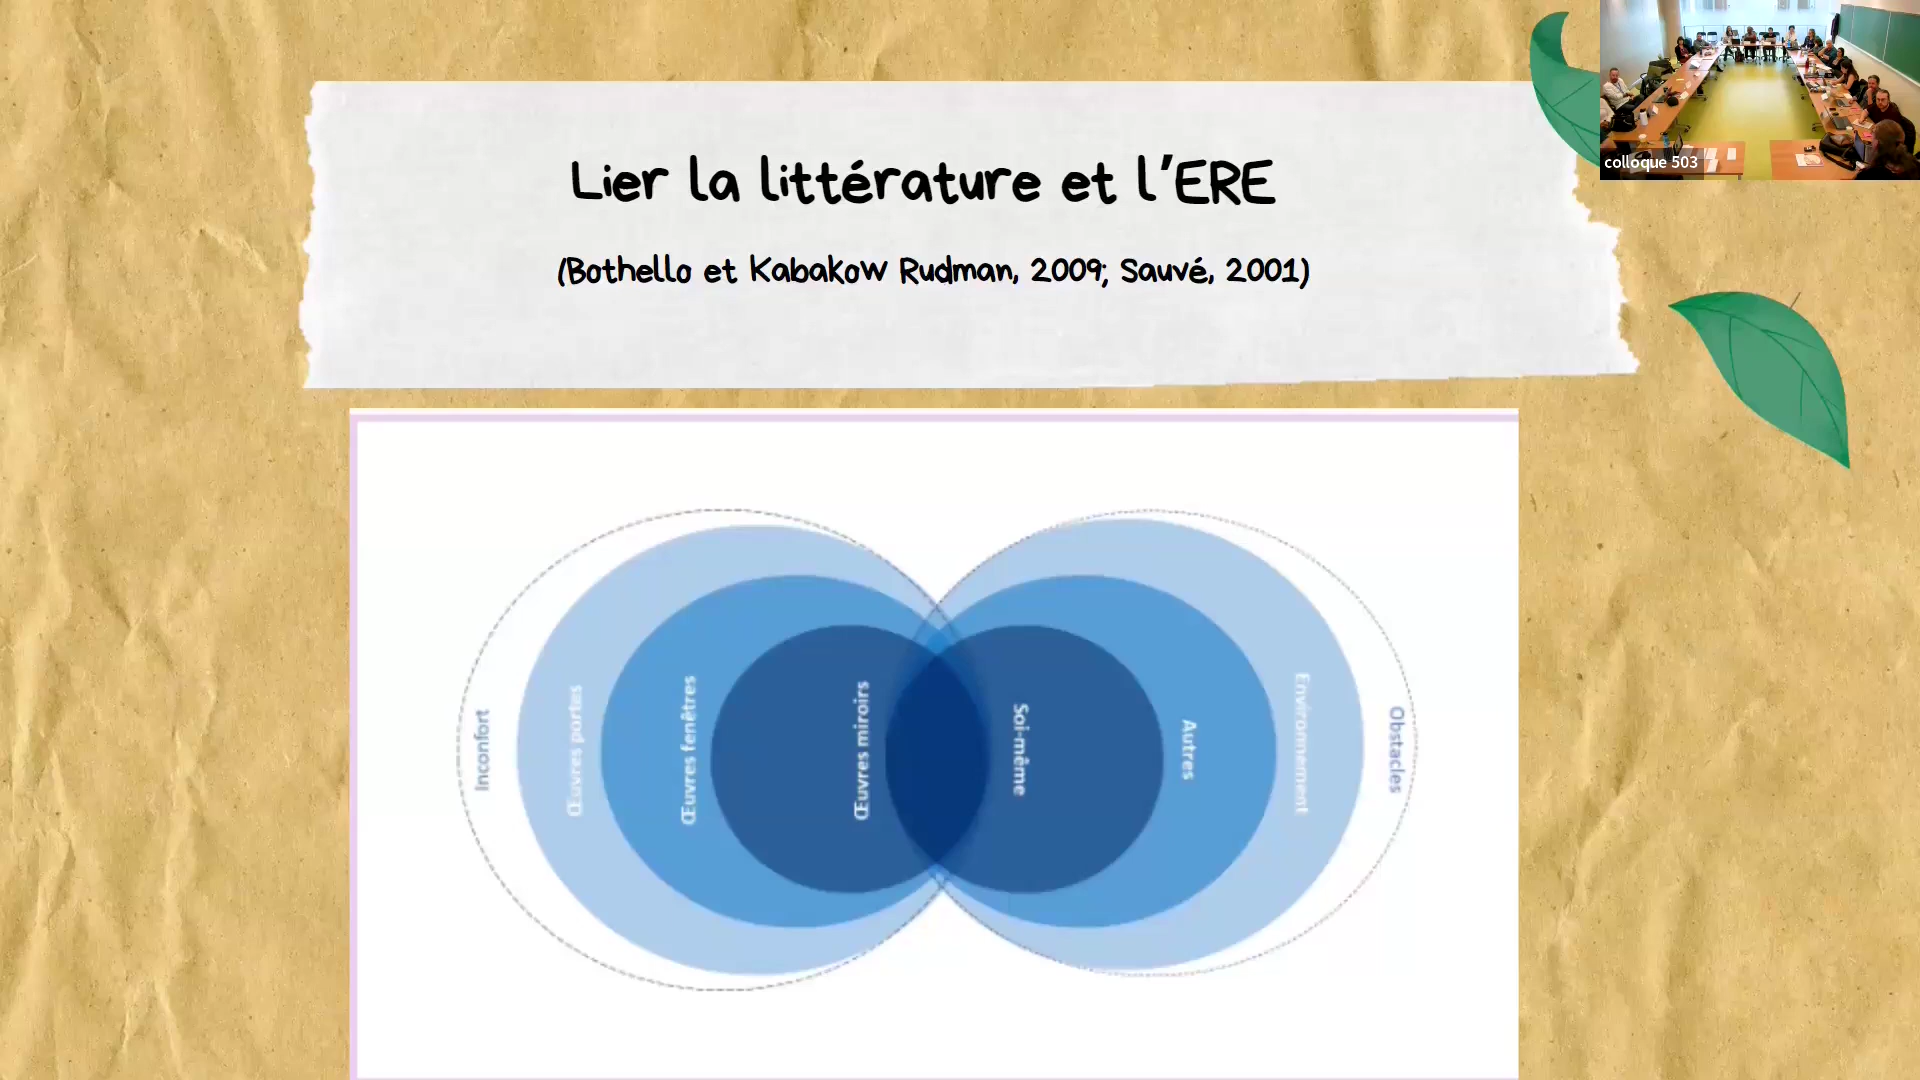 Lier la littérature et l'ERE
(Bothello et Kabakow Rudman, 2009; Sauvé, 2001)
colloque 503
Inconfort
Œuvres portes
Œuvres fenêtres
Œuvres miroirs
Soi-même
Autres
Environnement
Obstacles